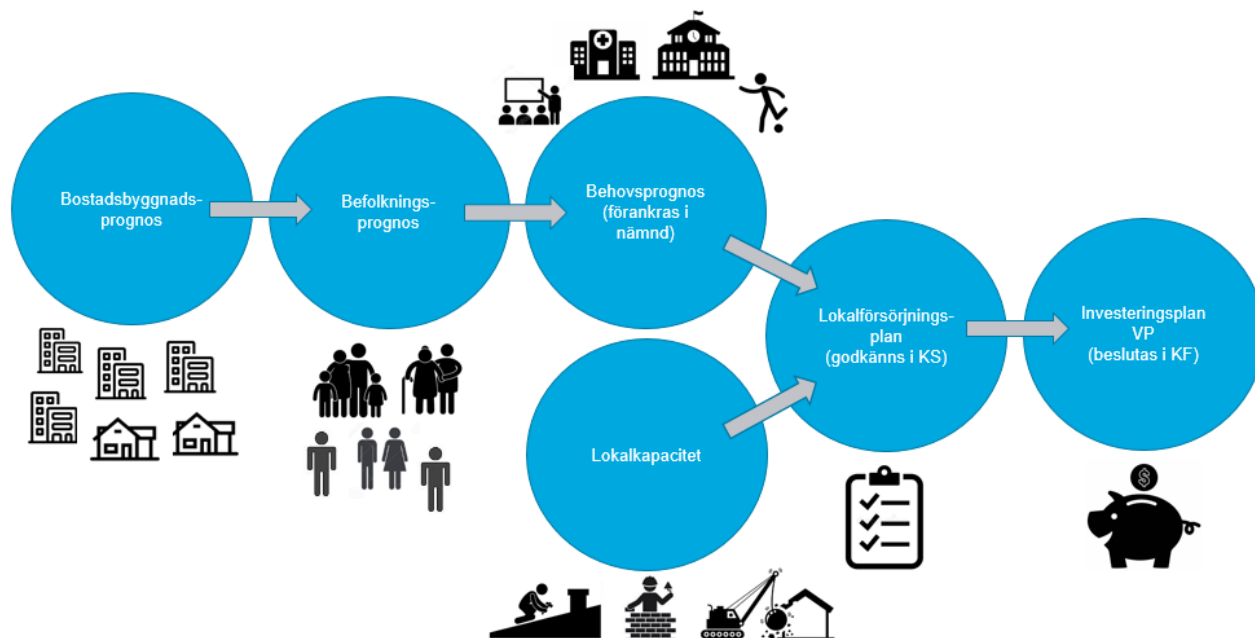 Bostadsbyggnads-
prognos
Befolknings-
prognos
Behovsprognos
(förankras i
nämnd)
Lokalförsörjnings-
plan
(godkänns i KS)
Investeringsplan
VP
(beslutas i KF)
Lokalkapacitet
$